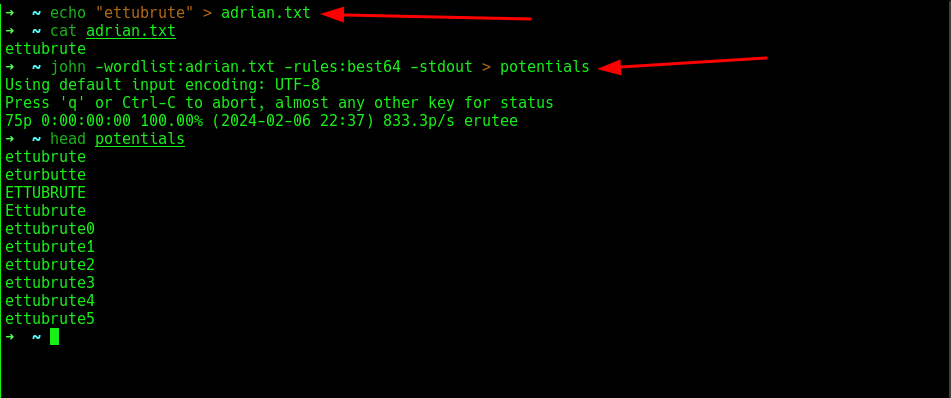 → ~ echo "ettubrute" > adrian.txt
→ ~ cat adrian.txt
ettubrute
→ ~ john -wordlist:adrian.txt -rules:best64 -stdout > potentials
Using default input encoding: UTF-8
Press 'q' or Ctrl-C to abort, almost any other key for status
75p 0:00:00:00 100.00% (2024-02-06 22:37) 833.3p/s erutee
→ ~ head potentials
ettubrute
eturbutte
ETTUBRUTE
Ettubrute
ettubrute0
ettubrute1
ettubrute2
ettubrute3
ettubrute4
ettubrute5
→ ~